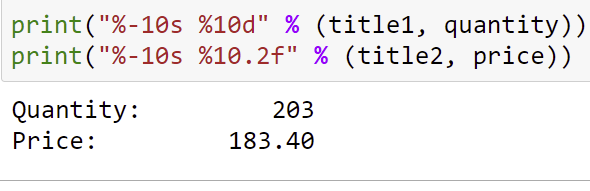 print("%-10s %10d" % (title1, quantity))
print("%-10s %10.2f" % (title2, price))
Quantity:         203
Price:         183.40